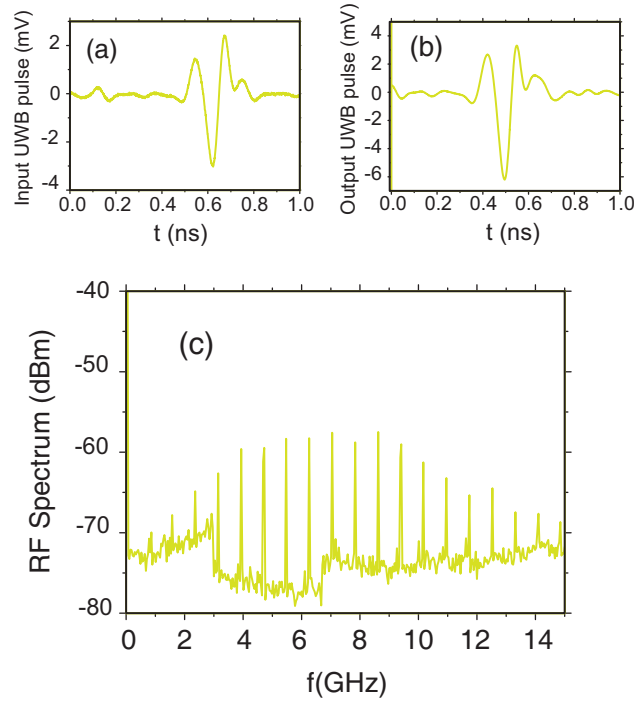 (a)
Input UWB pulse (mV)
2
0
-2
-4
0.0 0.2 0.4 0.6 0.8 1.0
t (ns)
(b)
Output UWB pulse (mV)
6
4
2
0
-2
-4
-6
0.0 0.2 0.4 0.6 0.8 1.0
t (ns)
(c)
RF Spectrum (dBm)
-40
-50
-60
-70
-80
0 2 4 6 8 10 12 14
f(GHz)